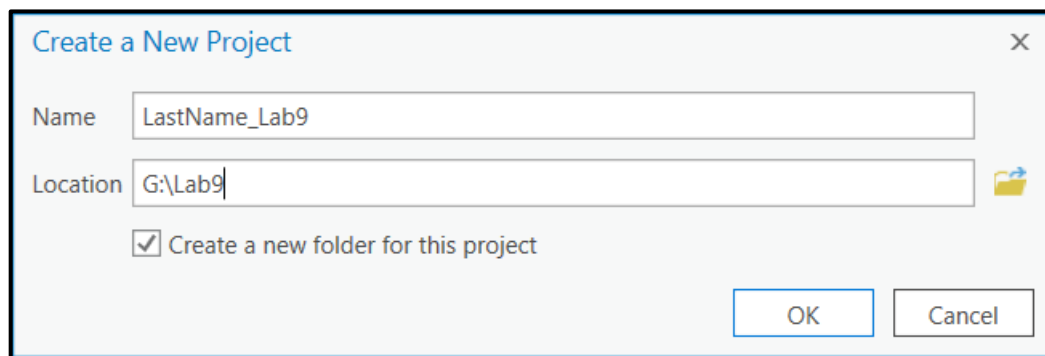 Create a New Project
Name LastName_Lab9
Location G:\Lab9
Create a new folder for this project
OK Cancel